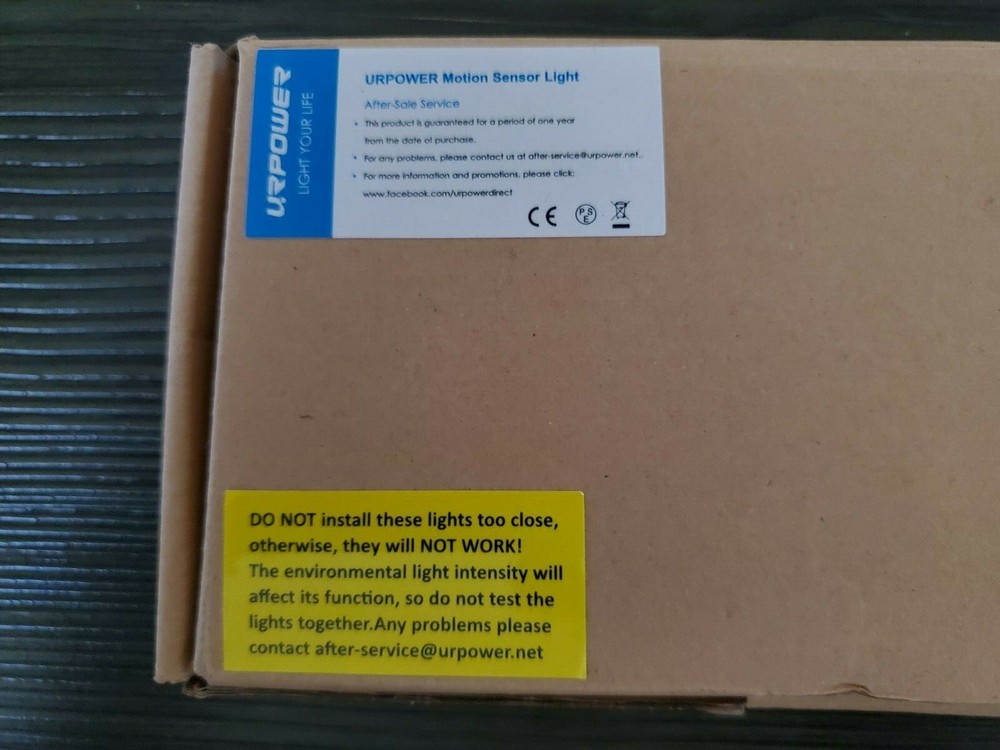 URPOWER
LIGHT YOUR LIFE
URPOWER Motion Sensor Light
After-Sale Service
• This product is guaranteed for a period of one year
from the date of purchase.
• For any problems, please contact us at after-service@urpower.net.
• For more information and promotions, please click:
www.facebook.com/urpowerdirect
CE
PS
E
DO NOT install these lights too close,
otherwise, they will NOT WORK!
The environmental light intensity will
affect its function, so do not test the
lights together.Any problems please
contact after-service@urpower.net